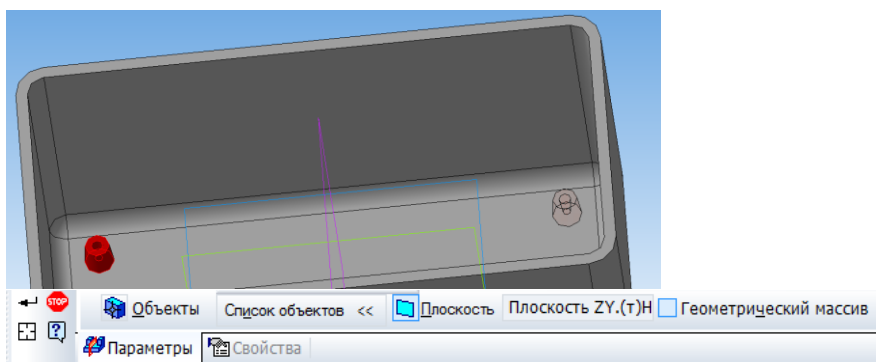 STOP Объекты Список объектов << Плоскость Плоскость ZY.(т)Н Геометрический массив
Параметры Свойства